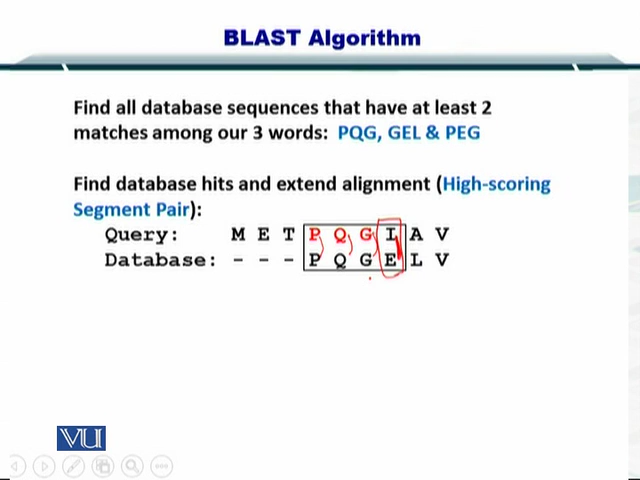 BLAST Algorithm
Find all database sequences that have at least 2
matches among our 3 words: PQG, GEL & PEG
Find database hits and extend alignment (High-scoring
Segment Pair):
Query: M E T P Q G I A V
Database: - - - P Q G E L V
VU